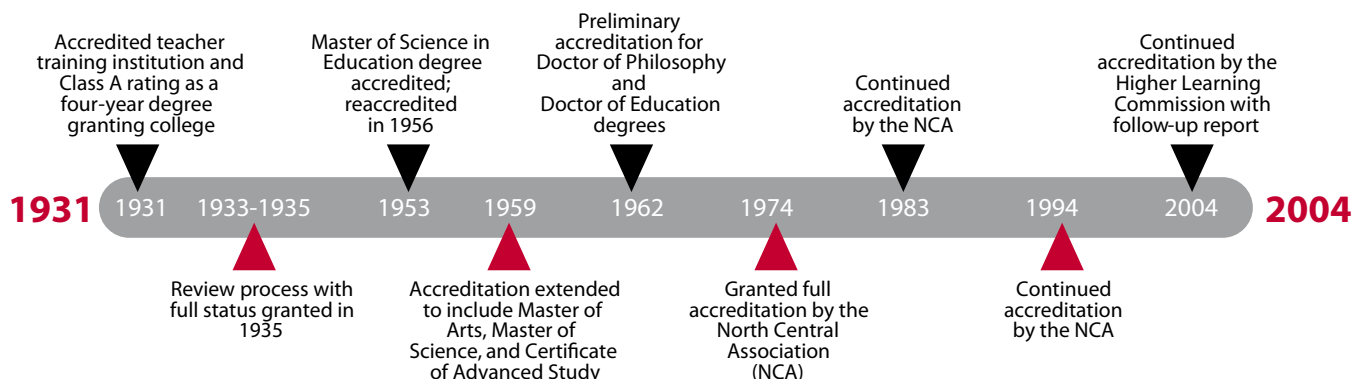 Accredited teacher
training institution and
Class A rating as a
four-year degree
granting college
Master of Science in
Education degree
accredited;
reaccredited
in 1956
Preliminary
accreditation for
Doctor of Philosophy
and
Doctor of Education
degrees
Continued
accreditation
by the NCA
Continued
accreditation by the
Higher Learning
Commission with
follow-up report
1931
1931 1933-1935 1953 1959 1962 1974 1983 1994 2004
2004
Review process with
full status granted in
1935
Accreditation extended
to include Master of
Arts, Master of
Science, and Certificate
of Advanced Study
Granted full
accreditation by the
North Central
Association
(NCA)
Continued
accreditation
by the NCA